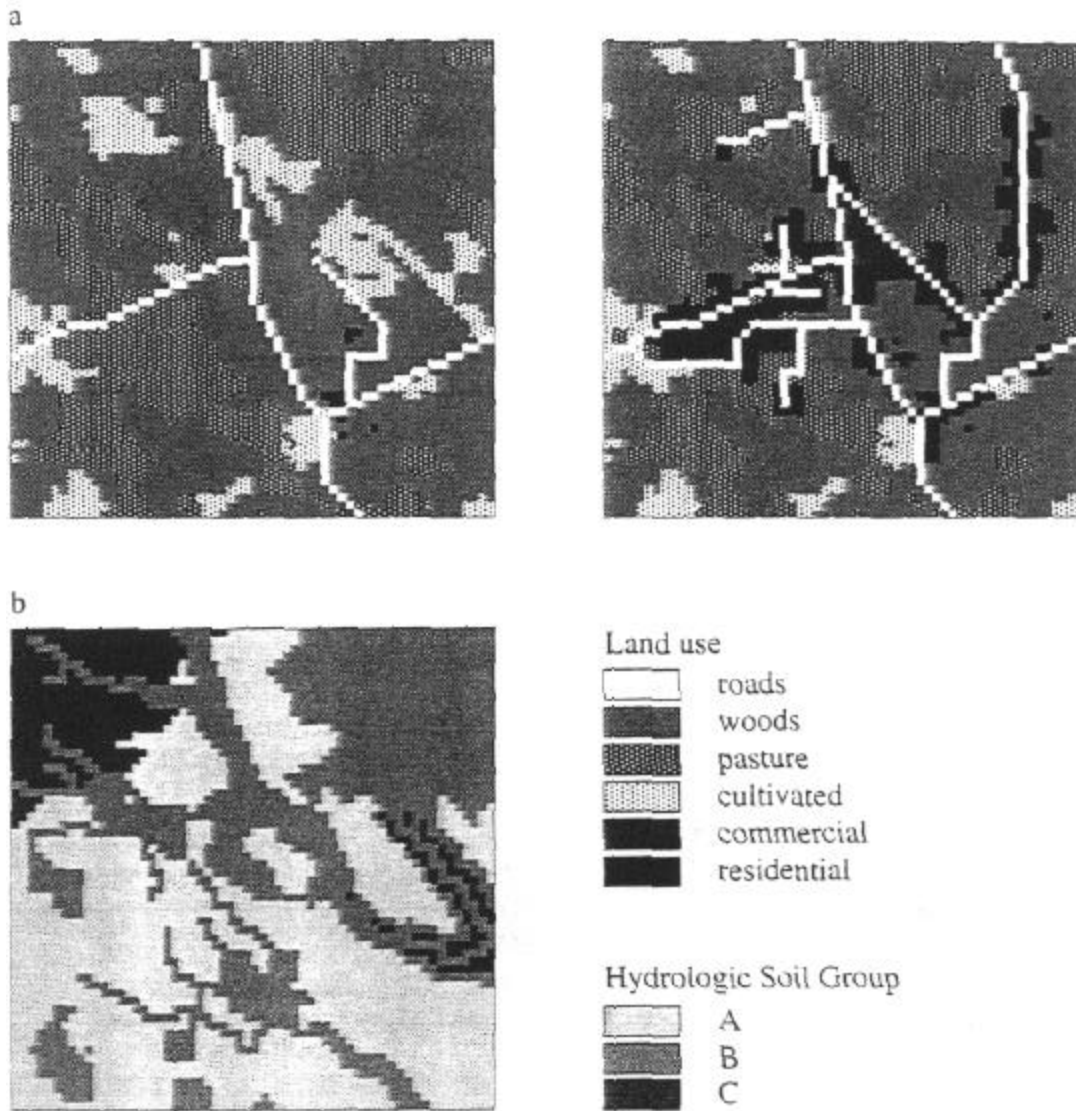 a
b
Land use
roads
woods
pasture
cultivated
commercial
residential
Hydrologic Soil Group
A
B
C